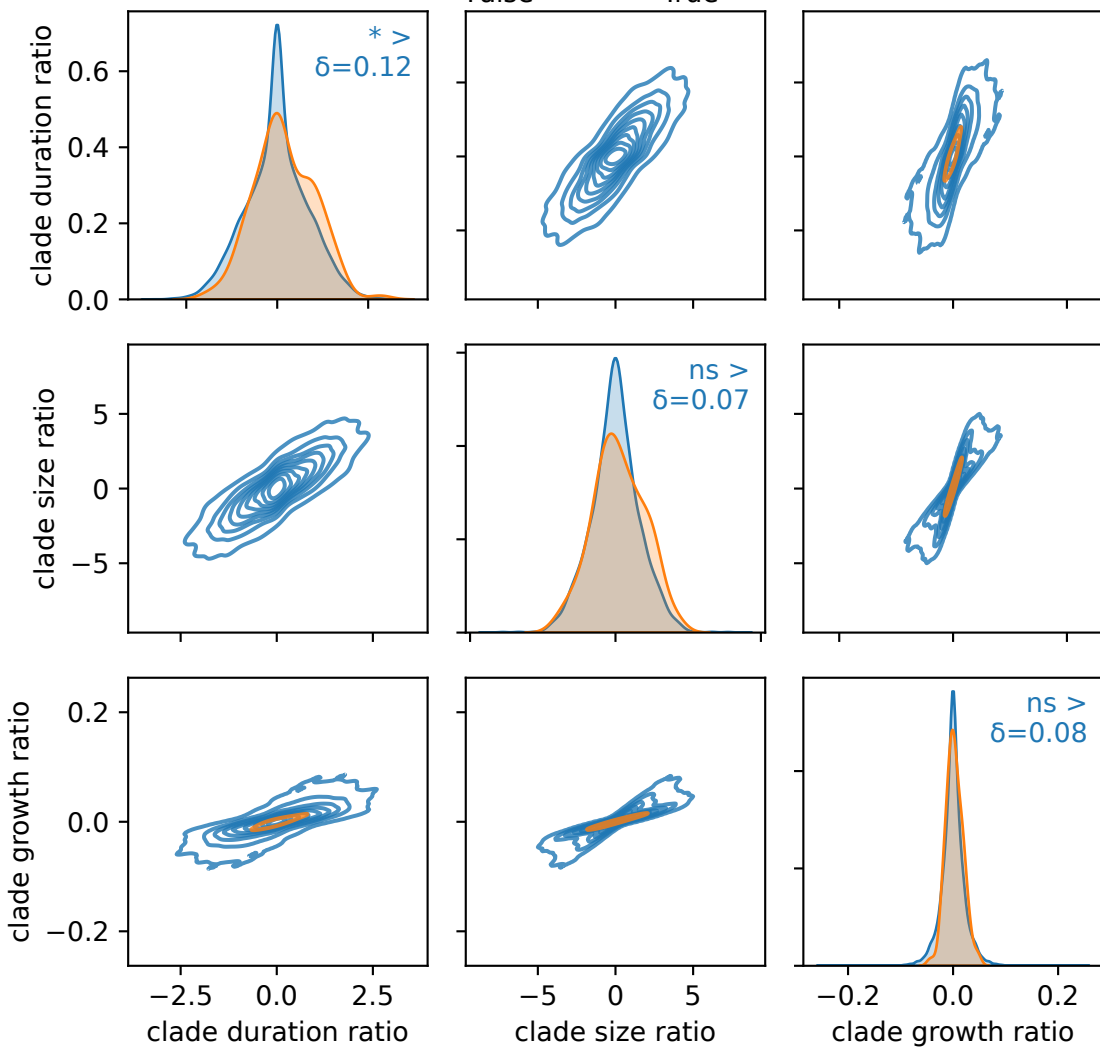 * >
δ=0.12
clade duration ratio
0.6
0.4
0.2
0.0
ns >
δ=0.07
clade size ratio
5
0
−5
ns >
δ=0.08
clade growth ratio
0.2
0.0
−0.2
−2.5 0.0 2.5
−5 0 5
−0.2 0.0 0.2
clade duration ratio
clade size ratio
clade growth ratio